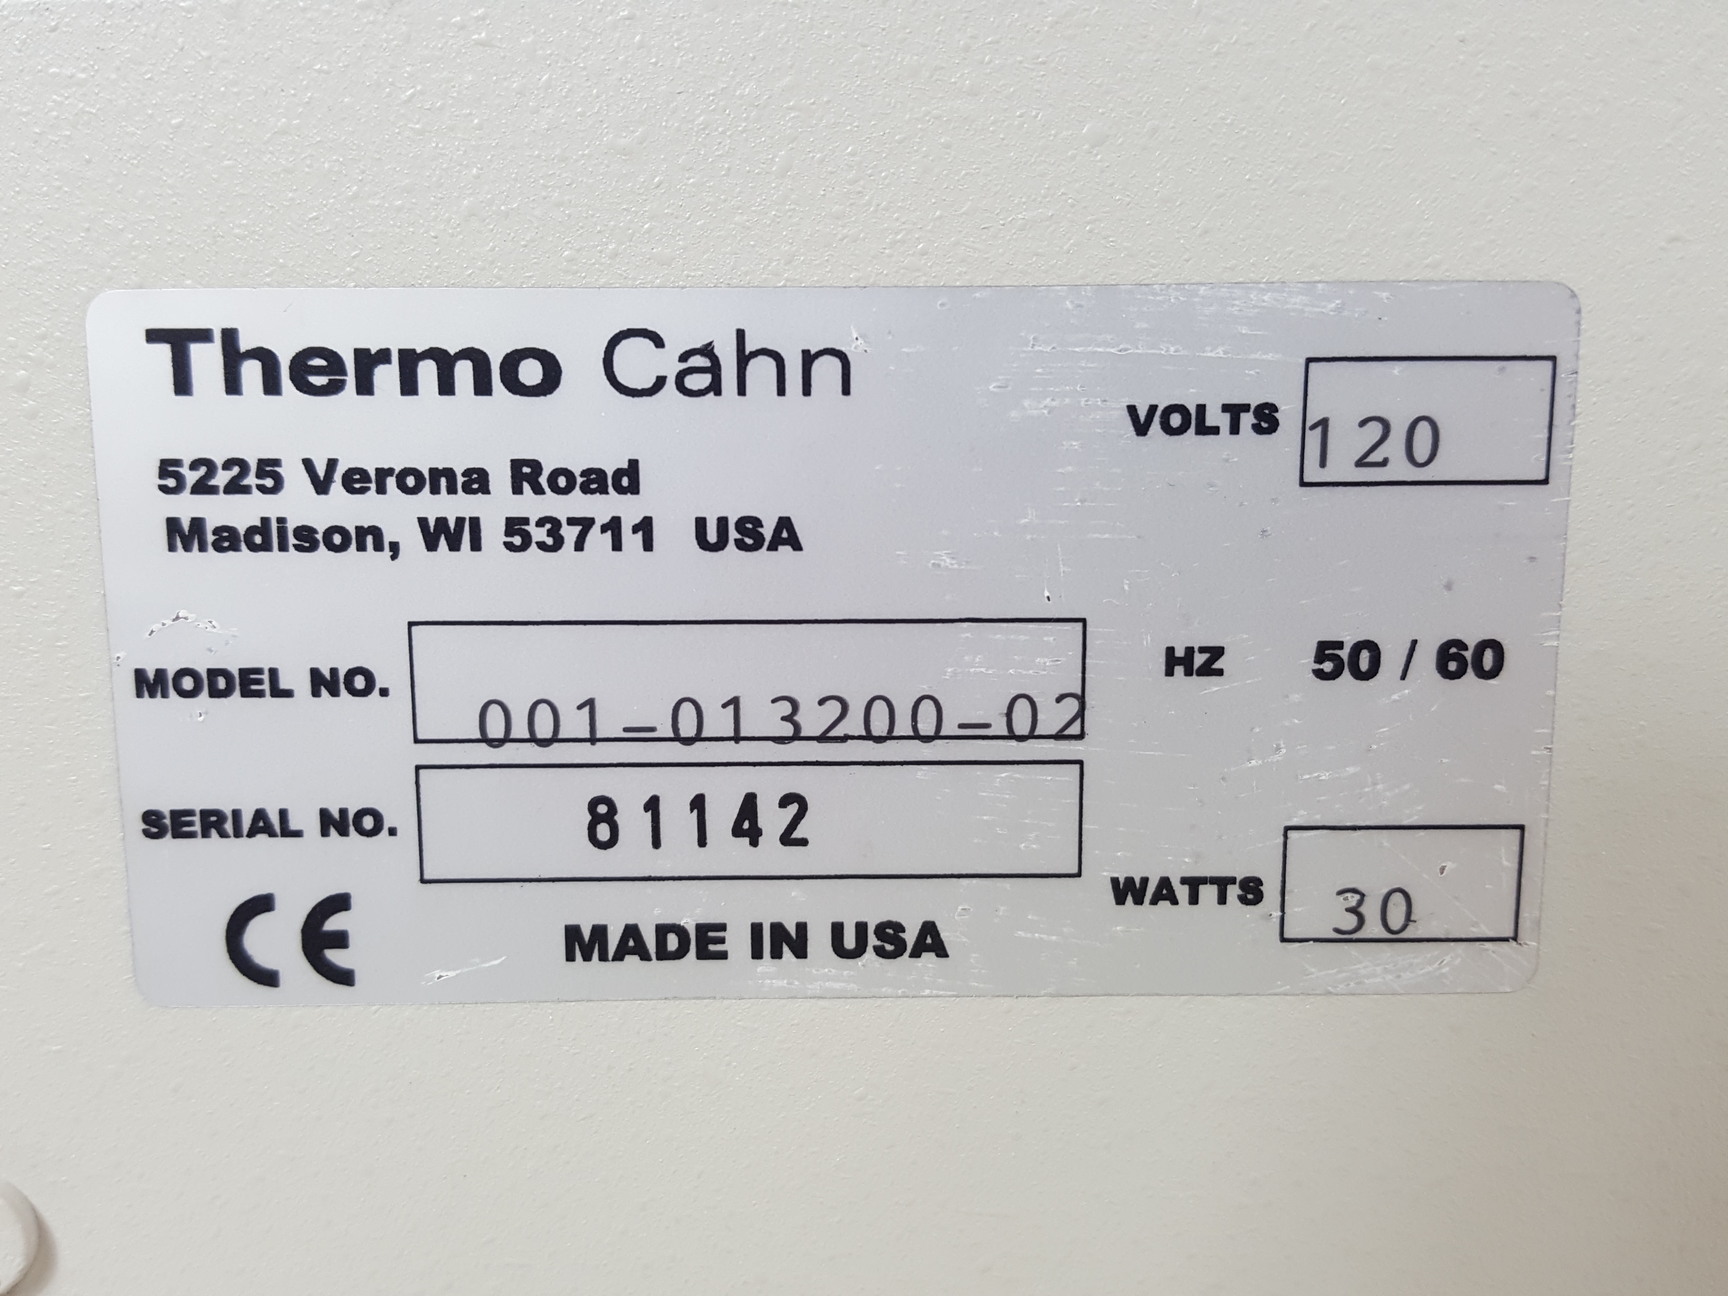 Thermo Cahn
5225 Verona Road
Madison, WI 53711 USA
VOLTS 120
MODEL NO. 001-013200-02
HZ 50 / 60
SERIAL NO. 81142
WATTS 30
CE
MADE IN USA